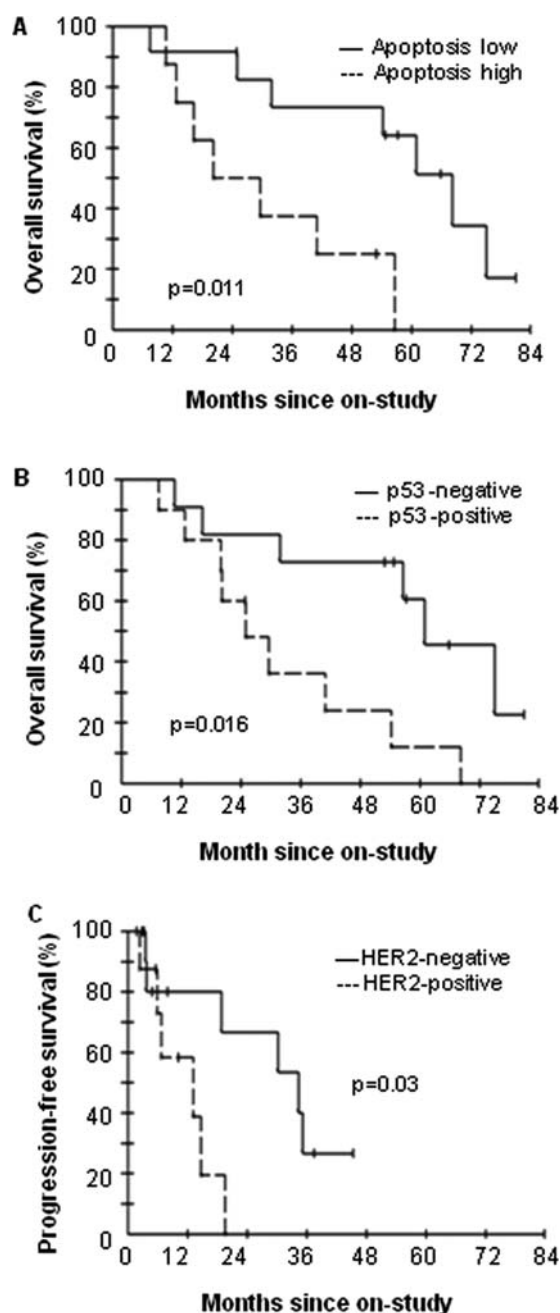 A
Overall survival (%)
100
80
60
40
20
0
Apoptosis low
Apoptosis high
p=0.011
0 12 24 36 48 60 72 84
Months since on-study
B
Overall survival (%)
100
80
60
40
20
0
p53-negative
p53-positive
p=0.016
0 12 24 36 48 60 72 84
Month since on-study
C
Progression-free survival (%)
100
80
60
40
20
0
HER2-negative
HER2-positive
p=0.03
0 12 24 36 48 60 72 84
Months since on-study